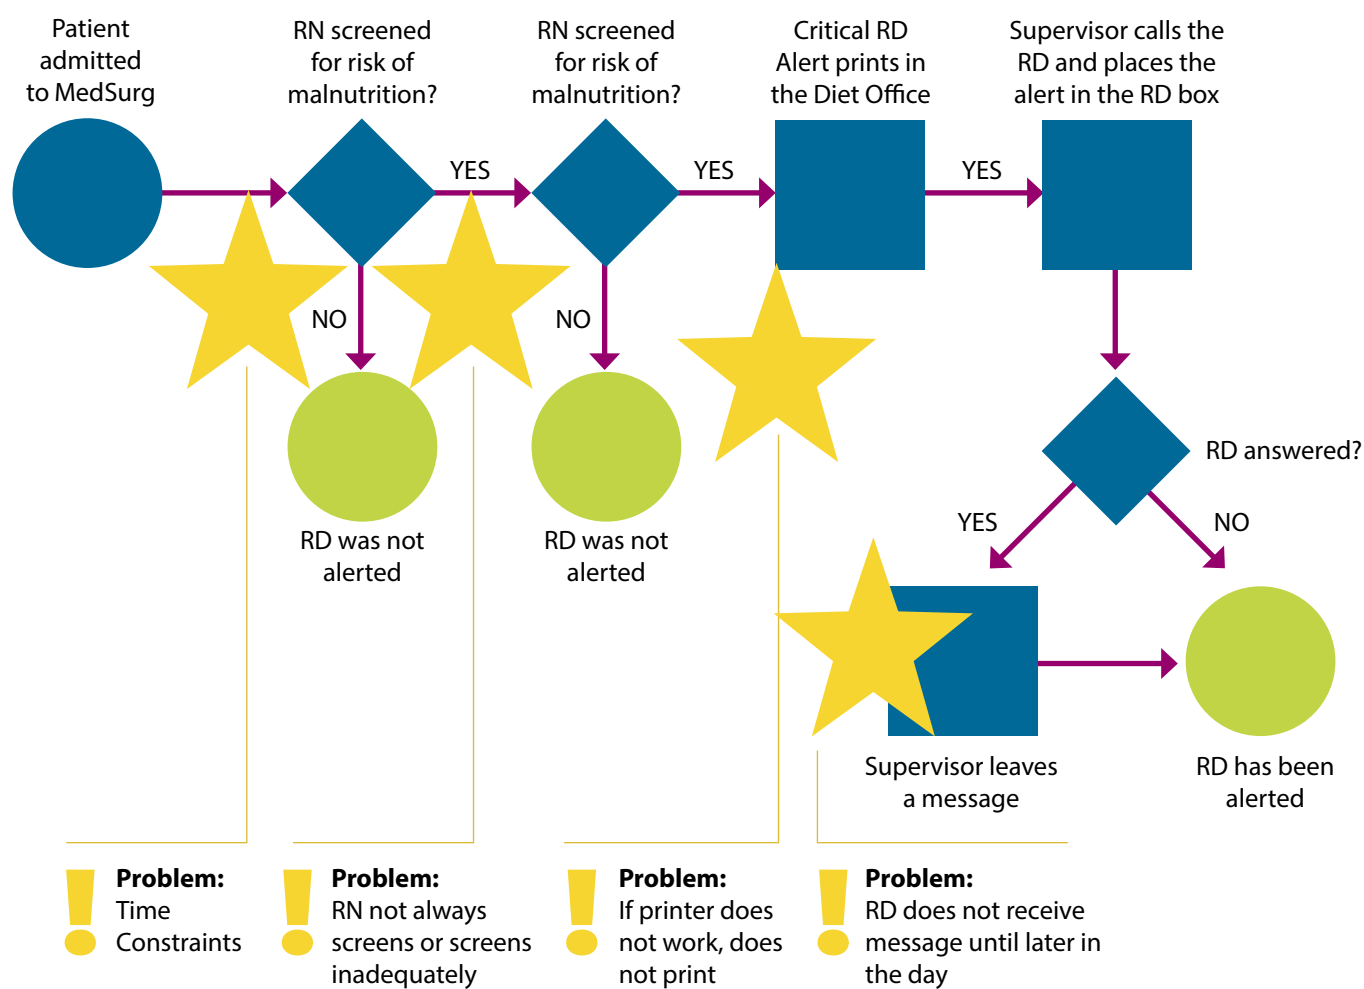 Patient
admitted
to MedSurg
RN screened
for risk of
malnutrition?
RN screened
for risk of
malnutrition?
Critical RD
Alert prints in
the Diet Office
Supervisor calls the
RD and places the
alert in the RD box
YES
YES
YES
NO
NO
RD was not
alerted
RD was not
alerted
RD answered?
YES
NO
Supervisor leaves
a message
RD has been
alerted
Problem:
Time
Constraints
Problem:
RN not always
screens or screens
inadequately
Problem:
If printer does
not work, does
not print
Problem:
RD does not receive
message until later in
the day